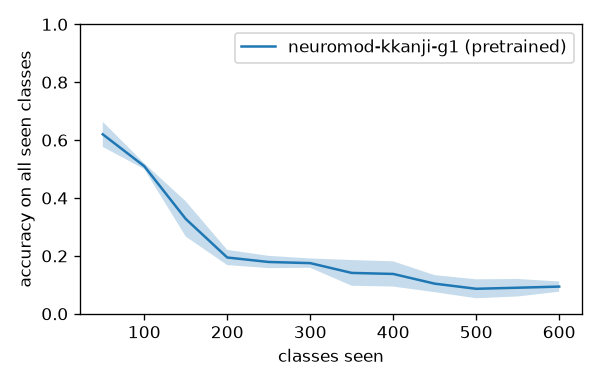 neuromod-kkanji-g1 (pretrained)
accuracy on all seen classes
1.0
0.8
0.6
0.4
0.2
0.0
100 200 300 400 500 600
classes seen